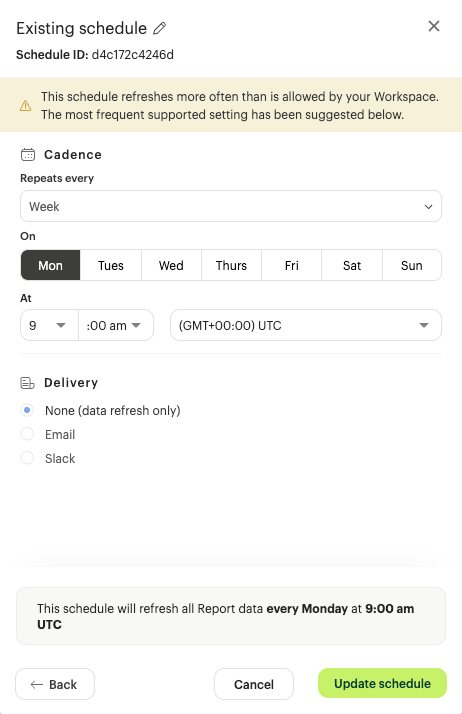 Existing schedule
Schedule ID: d4c172c4246d
This schedule refreshes more often than is allowed by your Workspace.
The most frequent supported setting has been suggested below.
Cadence
Repeats every
Week
On
Mon Tues Wed Thurs Fri Sat Sun
At
9 :00 am (GMT+00:00) UTC
Delivery
None (data refresh only)
Email
Slack
This schedule will refresh all Report data every Monday at 9:00 am
UTC
Back Cancel Update schedule